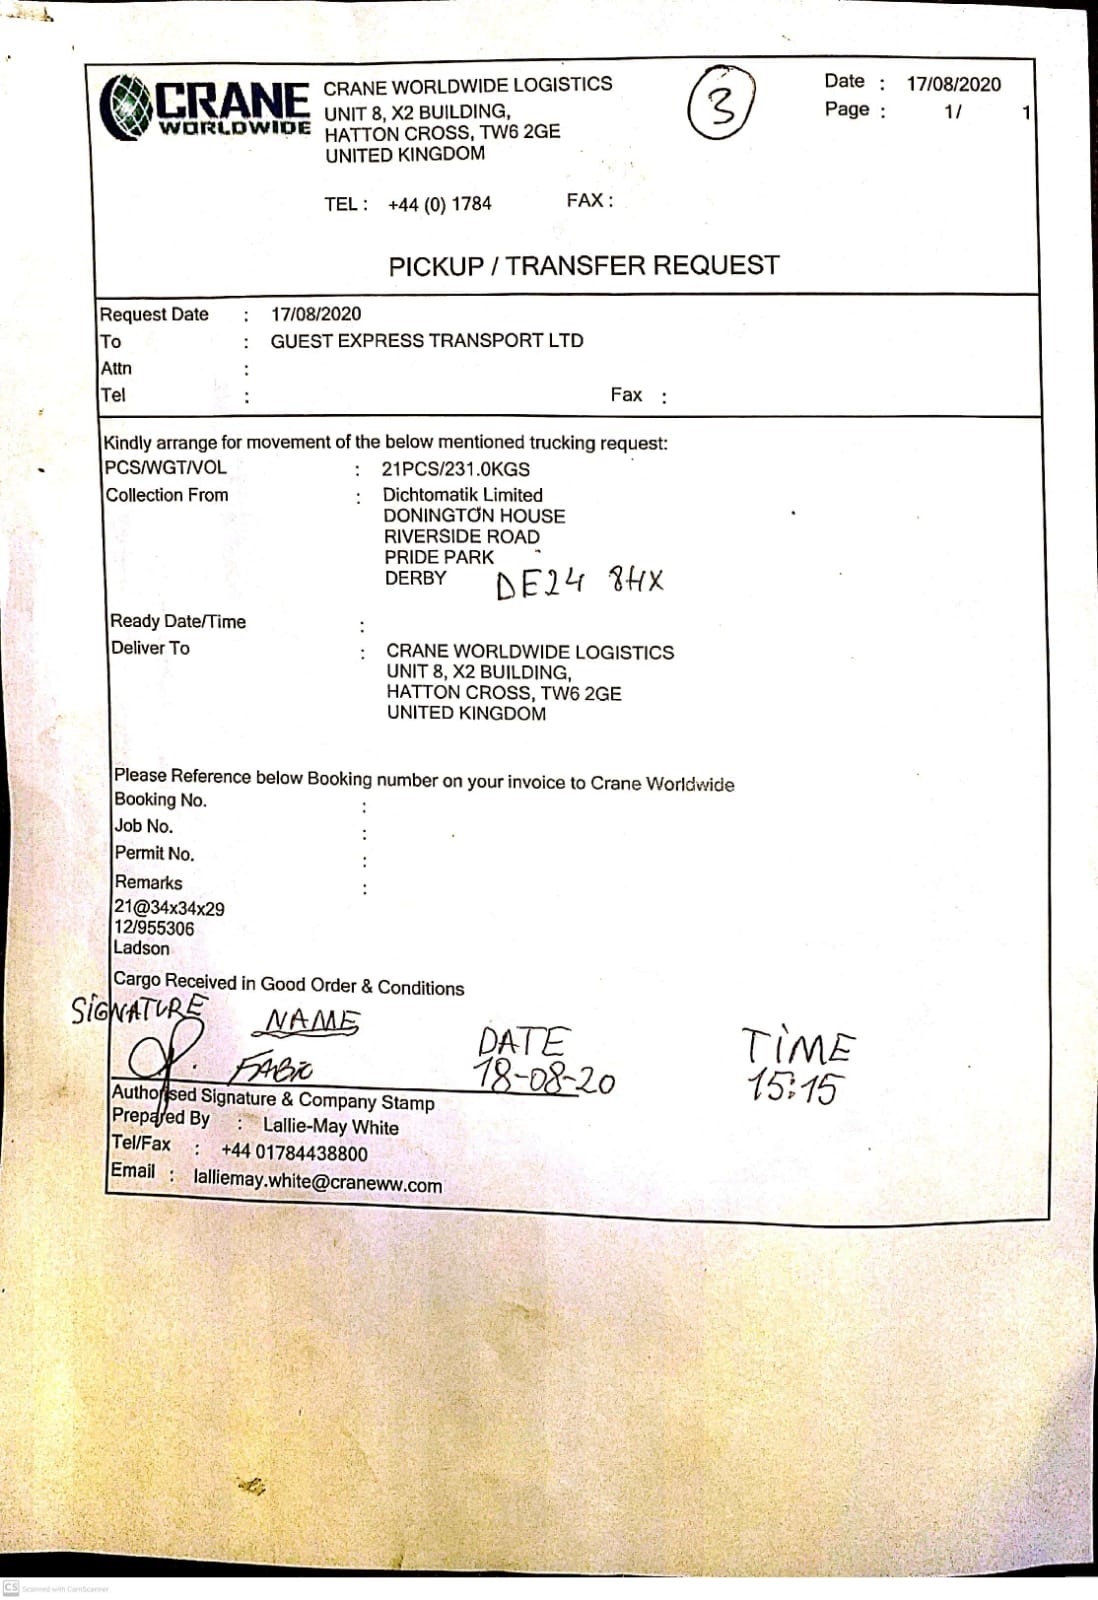 CRANE WORLDWIDE
CRANE WORLDWIDE LOGISTICS
UNIT 8, X2 BUILDING,
HATTON CROSS, TW6 2GE
UNITED KINGDOM
3
Date : 17/08/2020
Page : 1/ 1
TEL : +44 (0) 1784 FAX :
PICKUP / TRANSFER REQUEST
Request Date : 17/08/2020
To : GUEST EXPRESS TRANSPORT LTD
Attn :
Tel : Fax :
Kindly arrange for movement of the below mentioned trucking request:
PCS/WGT/VOL : 21PCS/231.0KGS
Collection From : Dichtomatik Limited
DONINGTON HOUSE
RIVERSIDE ROAD
PRIDE PARK
DERBY DE24 8HX
Ready Date/Time :
Deliver To : CRANE WORLDWIDE LOGISTICS
UNIT 8, X2 BUILDING,
HATTON CROSS, TW6 2GE
UNITED KINGDOM
Please Reference below Booking number on your invoice to Crane Worldwide
Booking No. :
Job No. :
Permit No. :
Remarks :
21@34x34x29
12/955306
Ladson
Cargo Received in Good Order & Conditions
SIGNATURE NAME DATE TIME
FABIO 18-08-20 15:15
Authorised Signature & Company Stamp
Prepared By : Lallie-May White
Tel/Fax : +44 01784438800
Email : lalliemay.white@craneww.com
CS Scanned with CamScanner